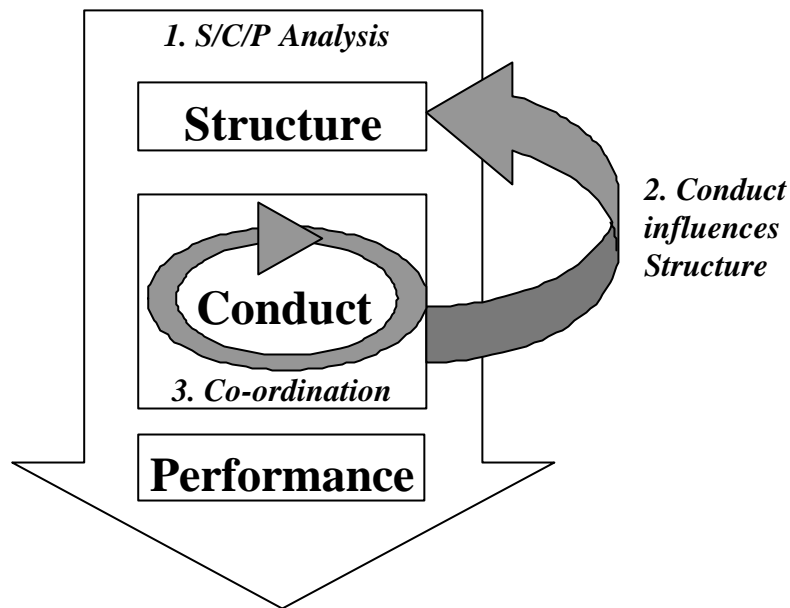 1. S/C/P Analysis
Structure
2. Conduct
influences
Structure
Conduct
3. Co-ordination
Performance